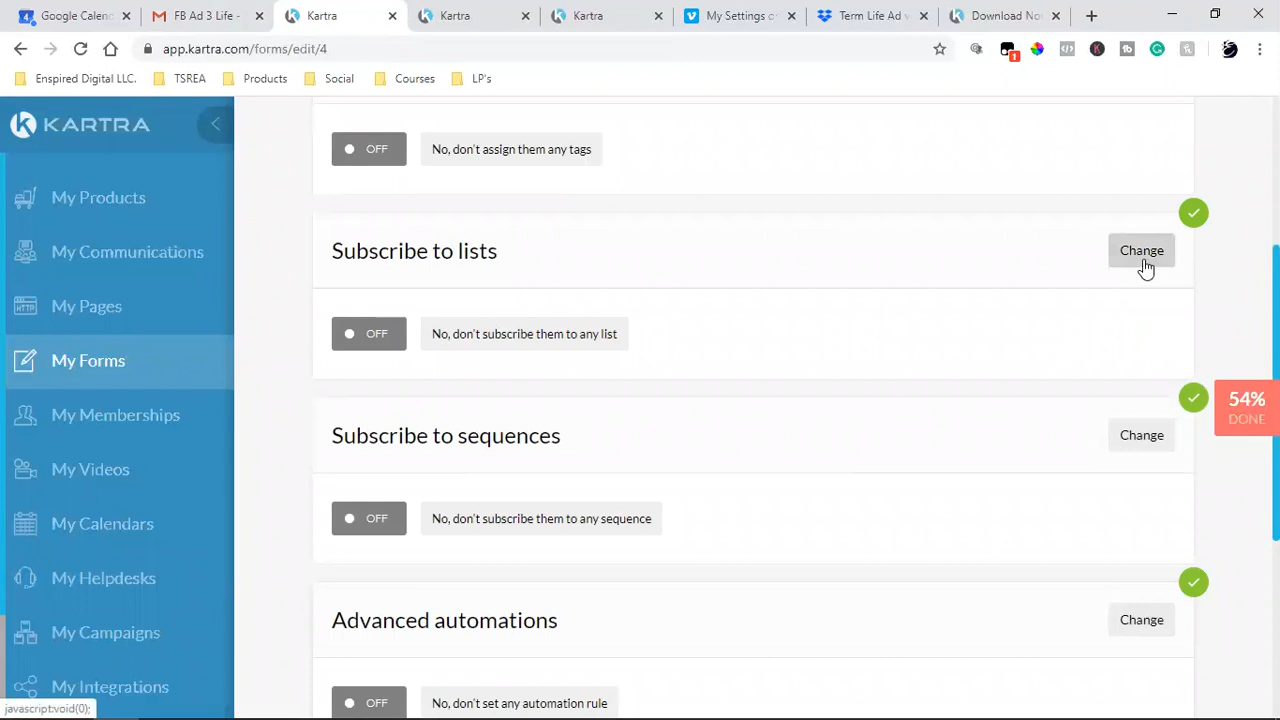 Google Calenda
FB Ad 3 Life -
Kartra
Kartra
Kartra
My Settings o
Term Life Ad v
Download No
app.kartra.com/forms/edit/4
1
Enspired Digital LLC.
TSREA
Products
Social
Courses
LP's
KARTRA
My Products
My Communications
My Pages
My Forms
My Memberships
My Videos
My Calendars
My Helpdesks
My Campaigns
My Integrations
OFF No, don't assign them any tags
Subscribe to lists
Change
OFF No, don't subscribe them to any list
54%
DONE
Subscribe to sequences
Change
OFF No, don't subscribe them to any sequence
Advanced automations
Change
OFF No, don't set any automation rule
javascript:void(0);